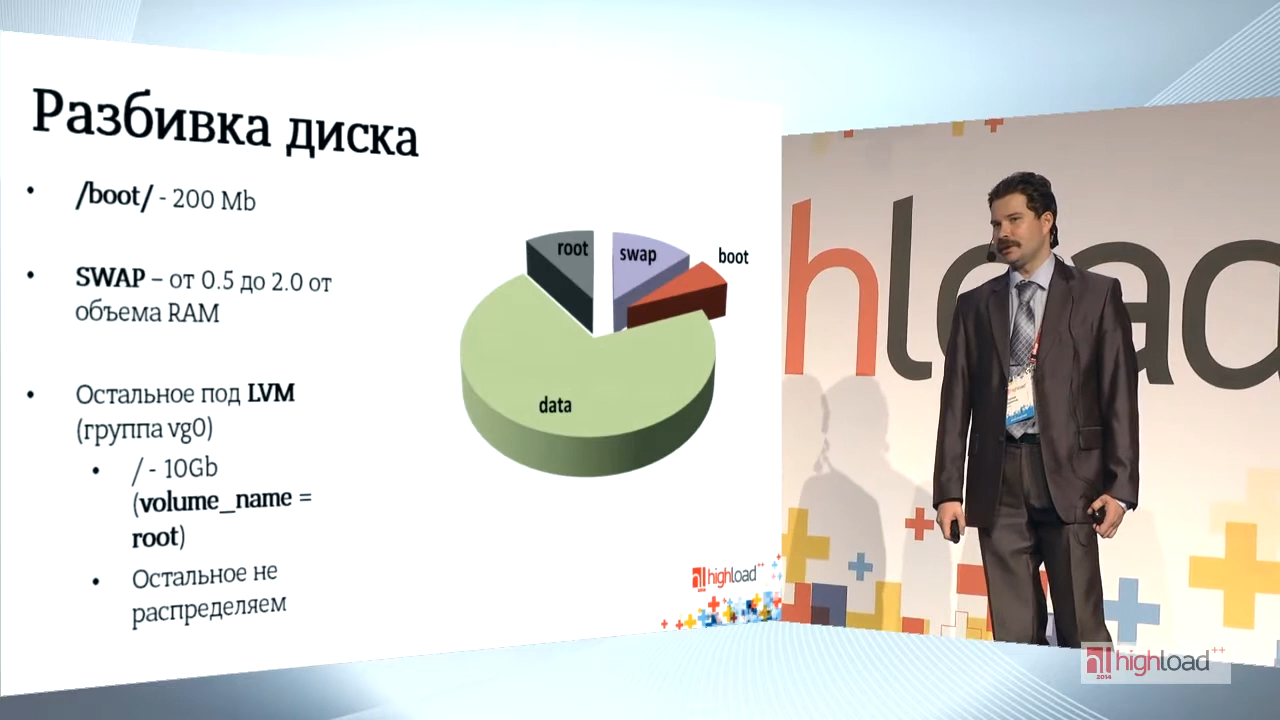 Разбивка диска
/boot/ - 200 Mb
SWAP – от 0.5 до 2.0 от
объема RAM
Остальное под LVM
(группа vg0)
/ - 10Gb
(volume_name =
root)
Остальное не
распределяем
root
swap
boot
data
highload++
hload
highload++
2014